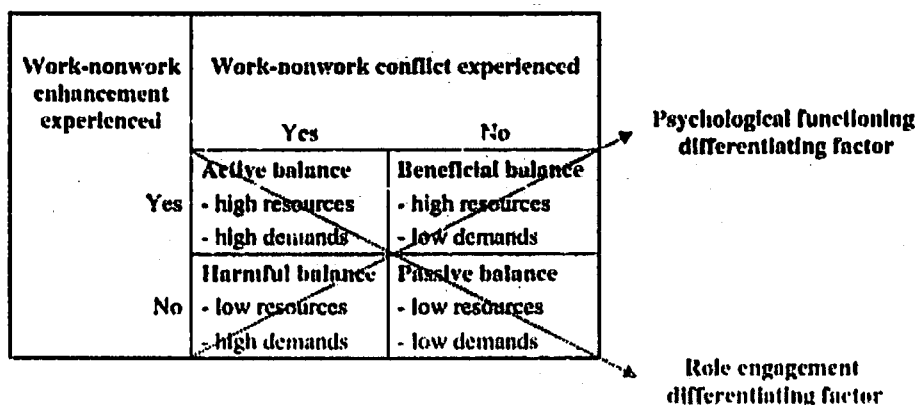 Work-nonwork
enhancement
experienced
Work-nonwork conflict experienced
Yes
No
Psychological functioning
differentiating factor
Yes
Active balance
- high resources
- high demands
Beneficial balance
- high resources
- low demands
No
Harmful balance
- low resources
- high demands
Passive balance
- low resources
- low demands
Role engagement
differentiating factor